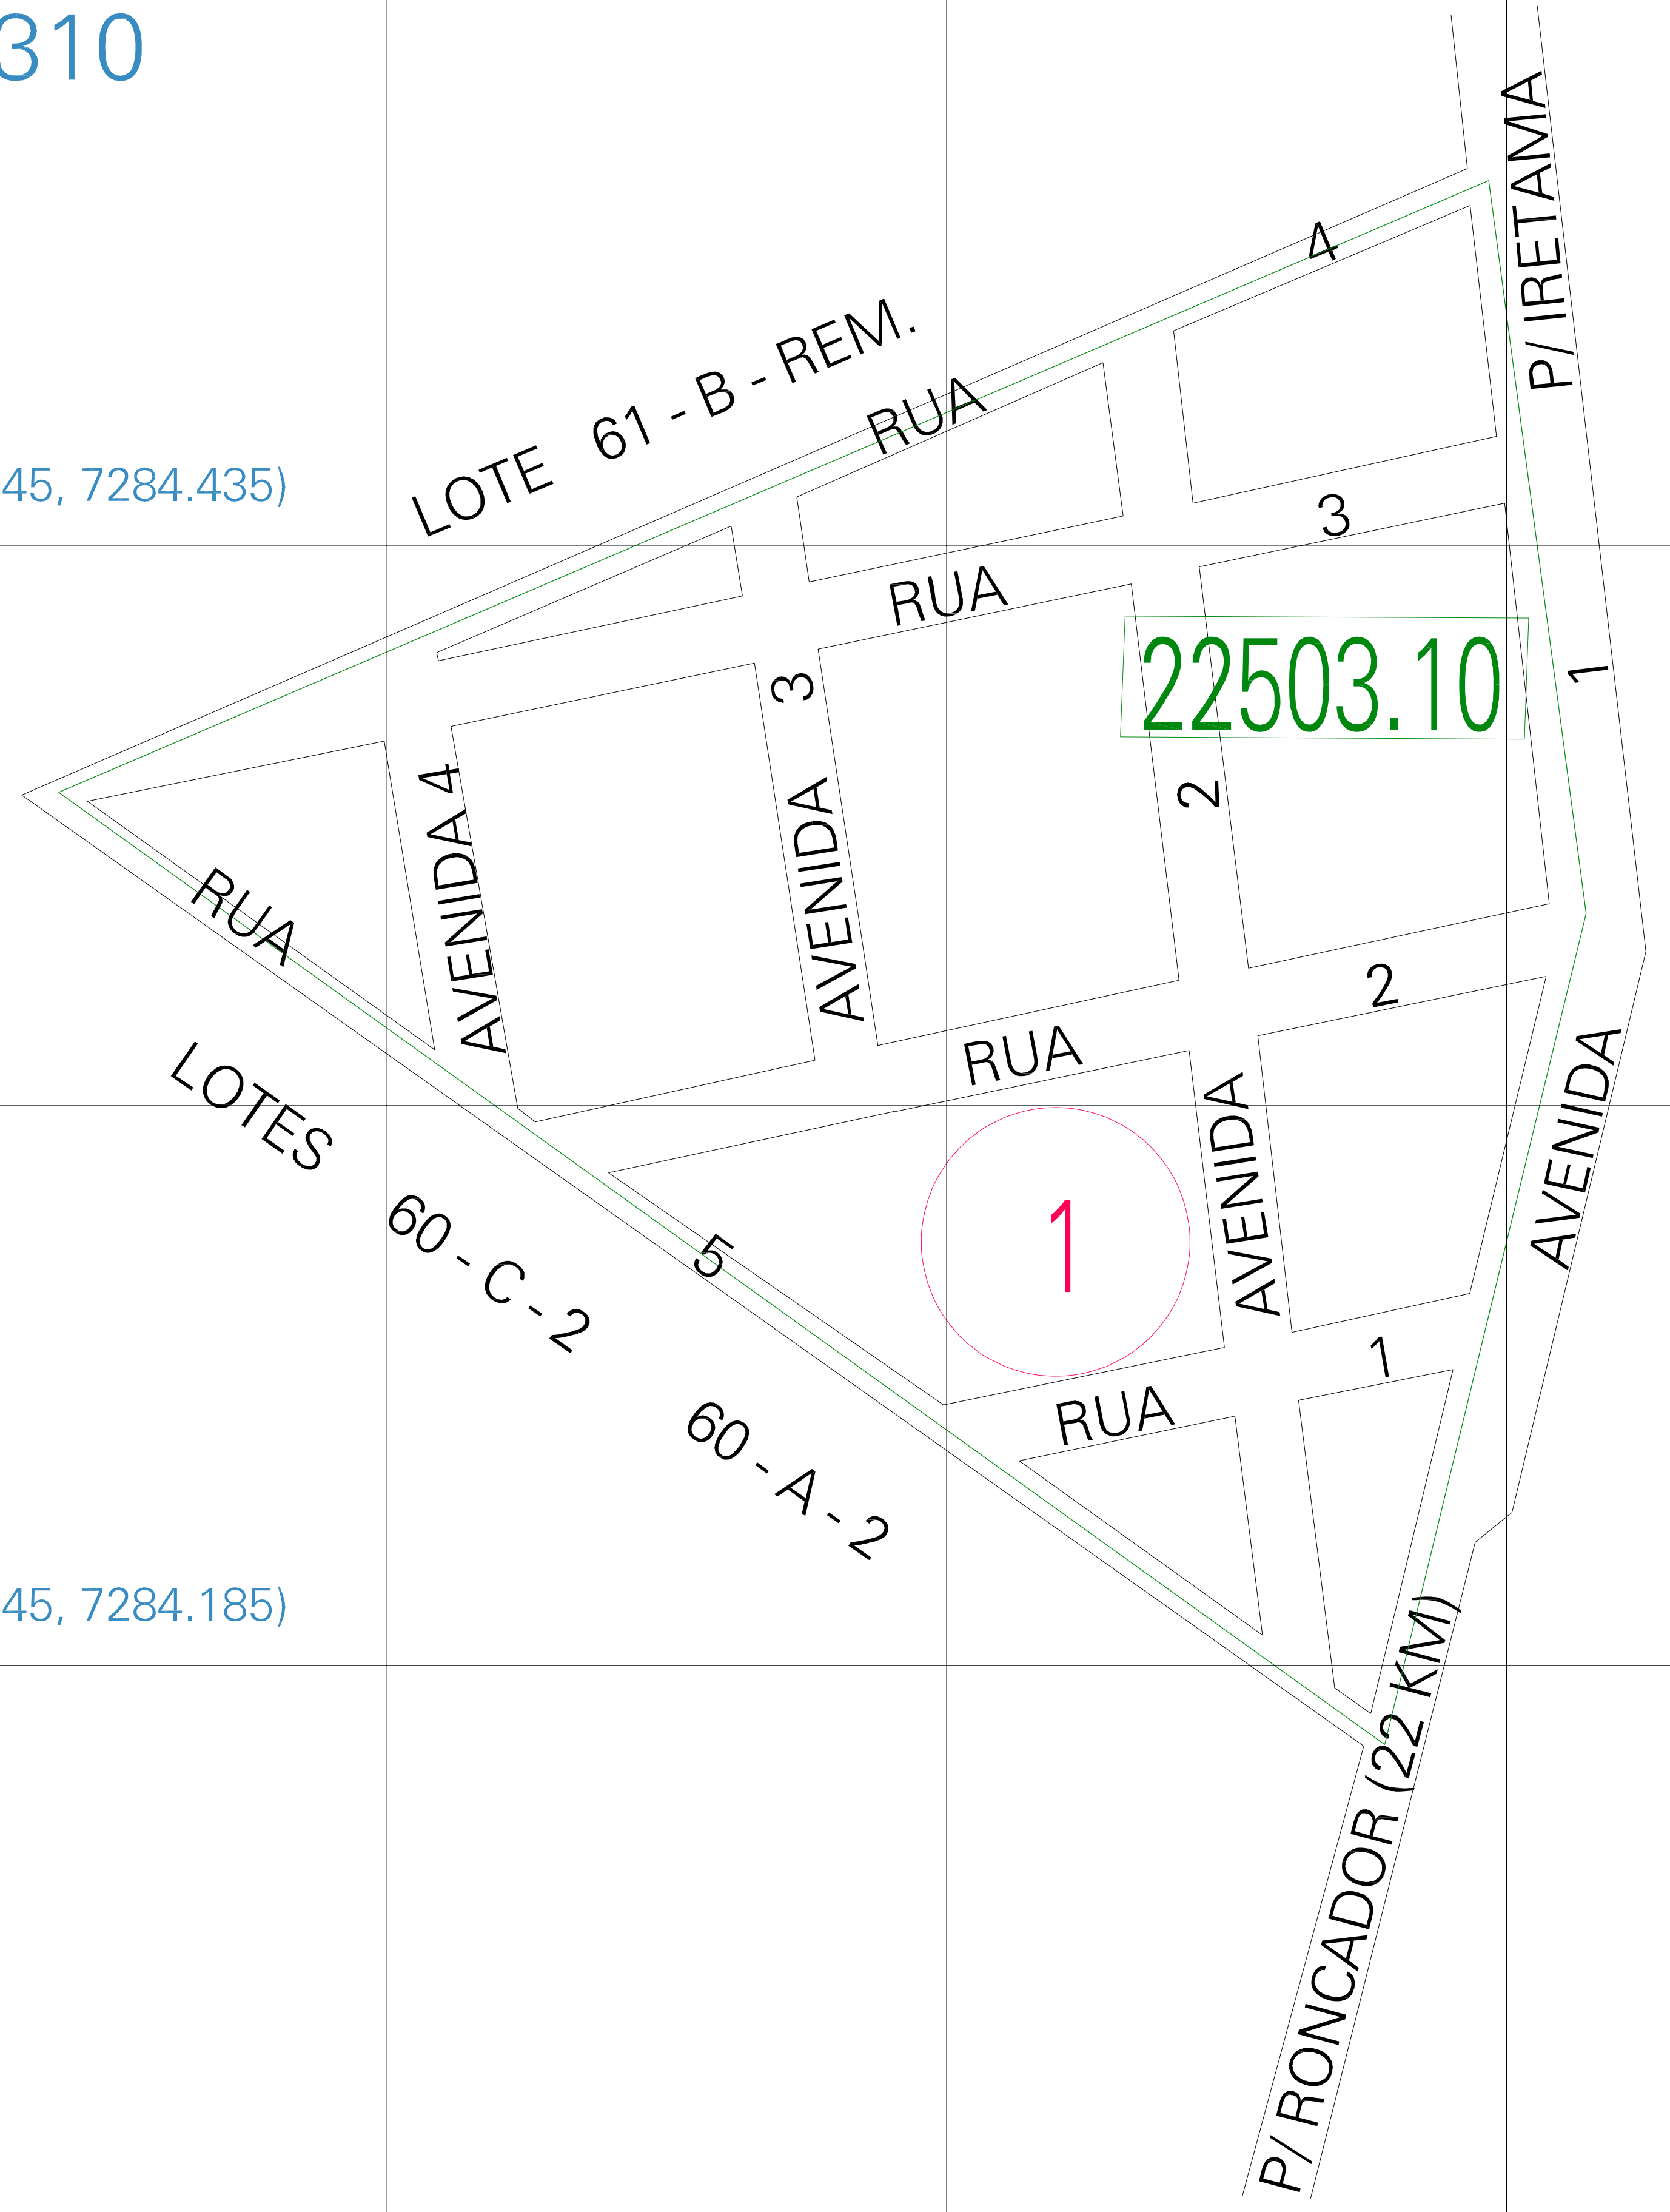 310
P/ IRETAMA
4
LOTE 61 - B - REM.
RUA
45, 7284.435)
3
RUA
22503.10
1
3
2
AVENIDA 4
AVENIDA
RUA
2
RUA
AVENIDA
AVENIDA
LOTES 60 - C - 2 60 - A - 2
1
5
1
RUA
45, 7284.185)
P/ RONCADOR (22 KM)